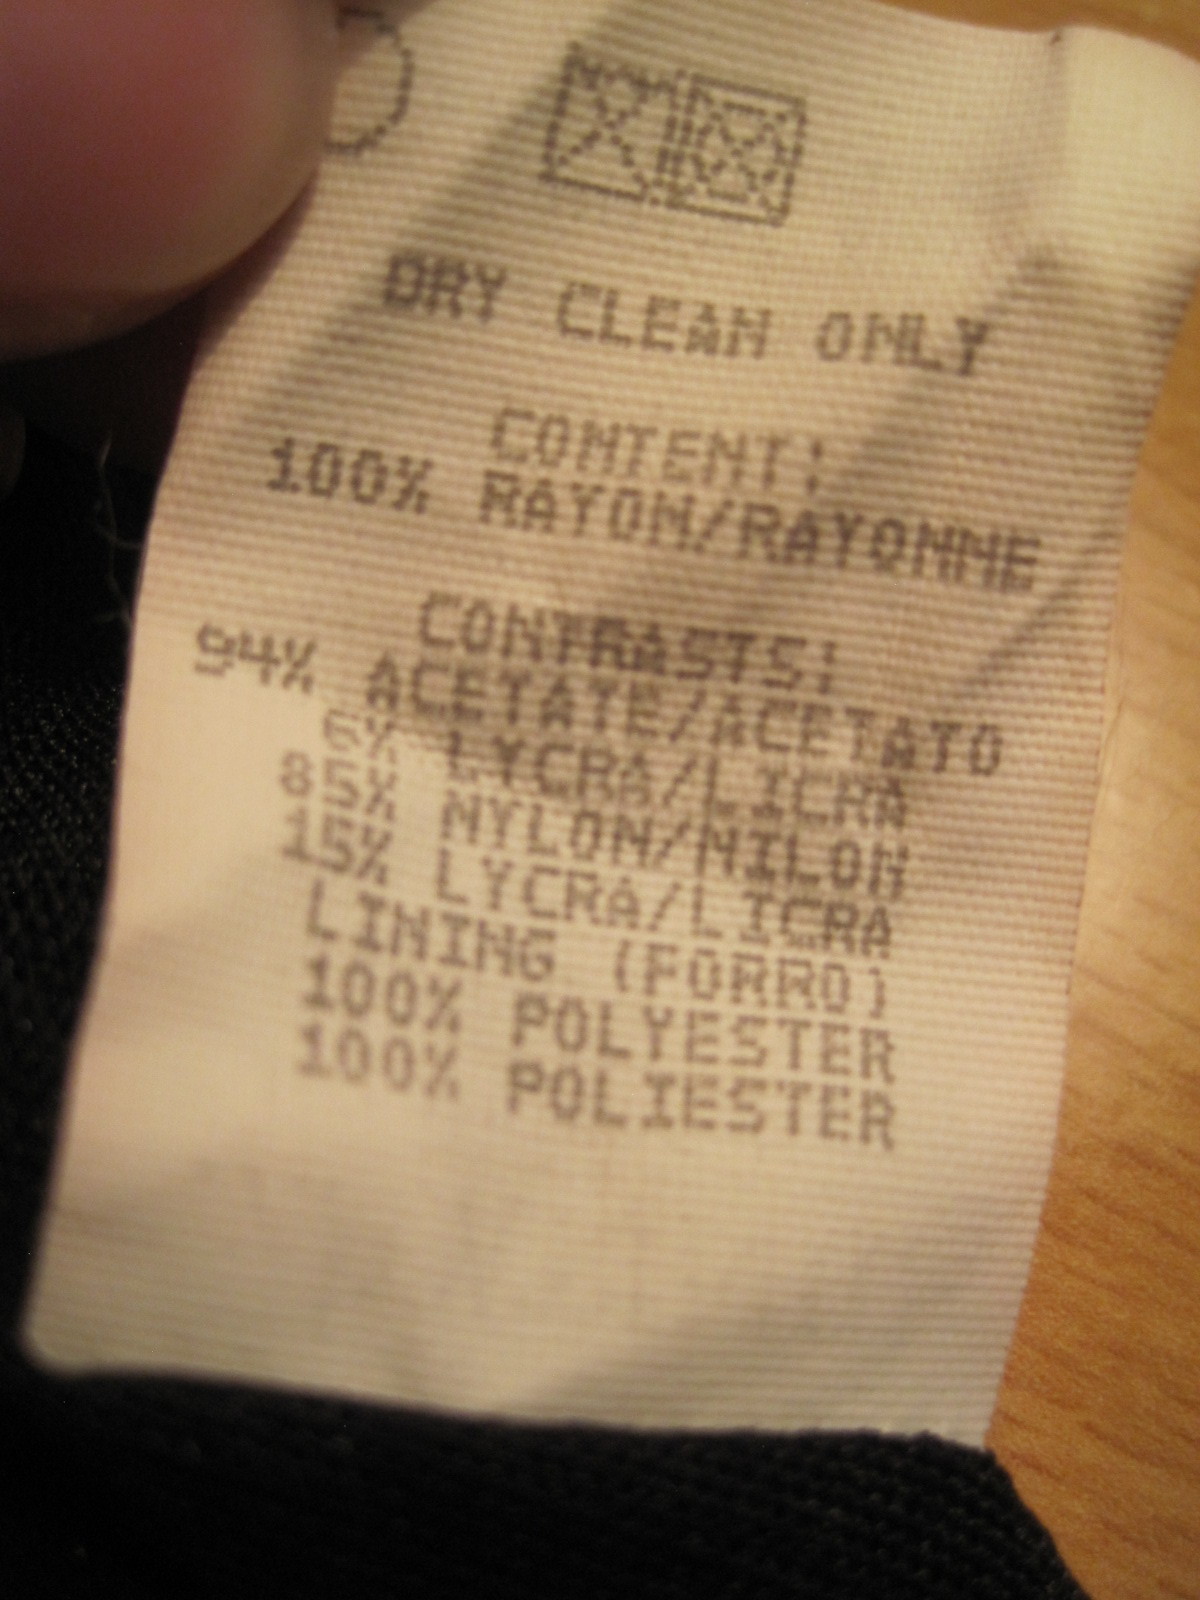 DRY CLEAN ONLY
CONTENT:
100% RAYON/RAYONNE
CONTRASTS:
94% ACETATE/ACETATO
6% LYCRA/LICRA
85% NYLON/NILON
15% LYCRA/LICRA
LINING (FORRO)
100% POLYESTER
100% POLIESTER